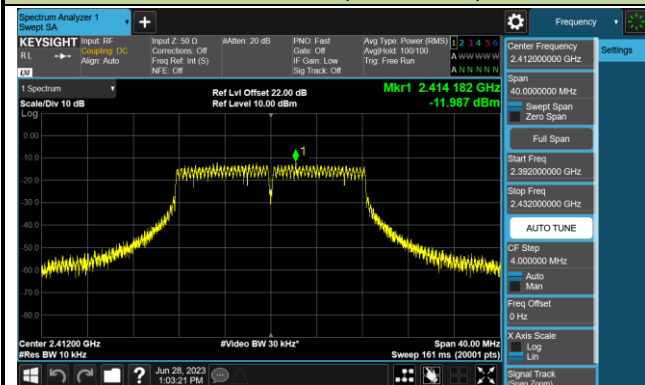 Spectrum Analyzer 1
Swept SA
+
Frequency
KEYSIGHT
Input: RF
Coupling: DC
Align: Auto
Input Z: 50 Ω
Corrections: Off
Freq Ref: Int (S)
NFE: Off
#Atten: 20 dB
PNO: Fast
Gate: Off
IF Gain: Low
Sig Track: Off
Avg Type: Power (RMS)
Avg|Hold: 100/100
Trig: Free Run
1 2 3 4 5 6
A W W W W W
A N N N N N
RL
LXI
Center Frequency
2.412000000 GHz
Settings
Span
40.0000000 MHz
Swept Span
Zero Span
Full Span
Start Freq
2.392000000 GHz
Stop Freq
2.432000000 GHz
AUTO TUNE
CF Step
4.000000 MHz
Auto
Man
Freq Offset
0 Hz
X Axis Scale
Log
Lin
Signal Track
(Span Zoom)
1 Spectrum
Scale/Div 10 dB
Log
Ref Lvl Offset 22.00 dB
Ref Level 10.00 dBm
Mkr1 2.414 182 GHz
-11.987 dBm
1
0.00
-10.0
-20.0
-30.0
-40.0
-50.0
-60.0
-70.0
-80.0
Center 2.41200 GHz
#Res BW 10 kHz
#Video BW 30 kHz*
Span 40.00 MHz
Sweep 161 ms (20001 pts)
?
Jun 28, 2023
1:03:21 PM